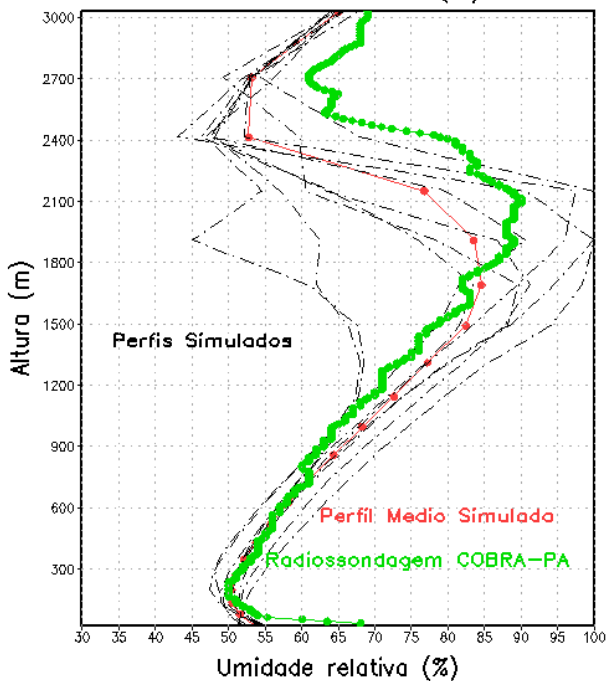 3000
2700
2400
2100
1800
1500
1200
900
600
300
Altura (m)
Perfis Simulados
Perfil Medio Simulada
Radiossondagem COBRA-PA
30 35 40 45 50 55 60 65 70 75 80 85 90 95 100
Umidade relativa (%)